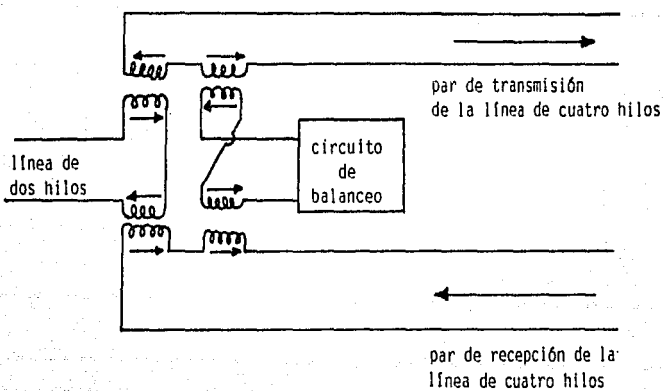 par de transmisión
de la línea de cuatro hilos
línea de
dos hilos
circuito
de
balanceo
par de recepción de la
línea de cuatro hilos